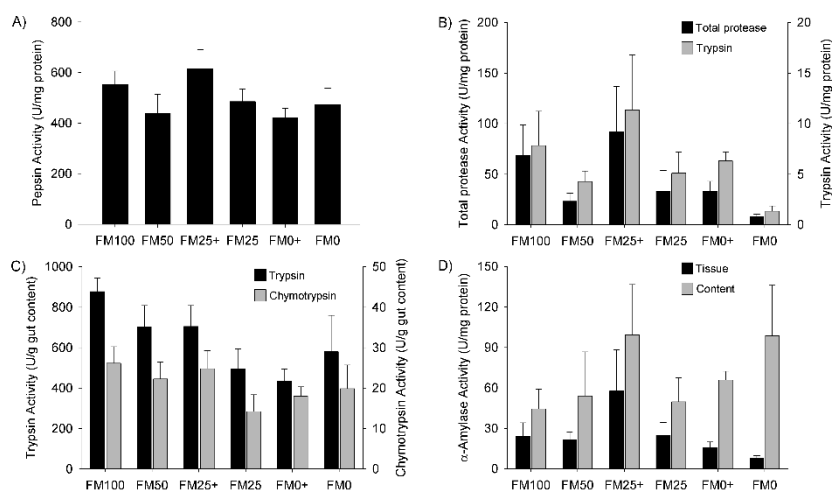 A)
Pepsin Activity (U/mg protein)
800
600
400
200
0
FM100 FM50 FM25+ FM25 FM0+ FM0
B)
Total protease Activity (U/mg protein)
200
150
100
50
0
Total protease
Trypsin
20
15
10
5
0
Trypsin Activity (U/mg protein)
FM100 FM50 FM25+ FM25 FM0+ FM0
C)
Trypsin Activity (U/g gut content)
1000
800
600
400
200
0
Trypsin
Chymotrypsin
50
40
30
20
10
0
Chymotrypsin Activity (U/g gut content)
FM100 FM50 FM25+ FM25 FM0+ FM0
D)
α-Amylase Activity (U/mg protein)
150
120
90
60
30
0
Tissue
Content
FM100 FM50 FM25+ FM25 FM0+ FM0